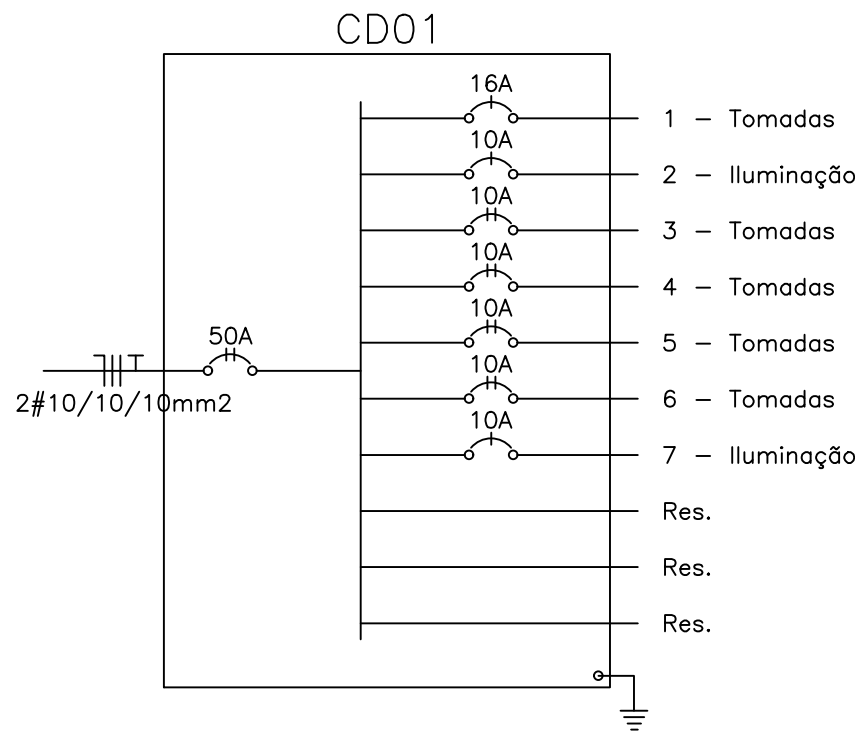 CD01
16A
1 - Tomadas
10A
2 - Iluminação
10A
3 - Tomadas
10A
4 - Tomadas
10A
5 - Tomadas
50A
10A
6 - Tomadas
2#10/10/10mm2
10A
7 - Iluminação
Res.
Res.
Res.